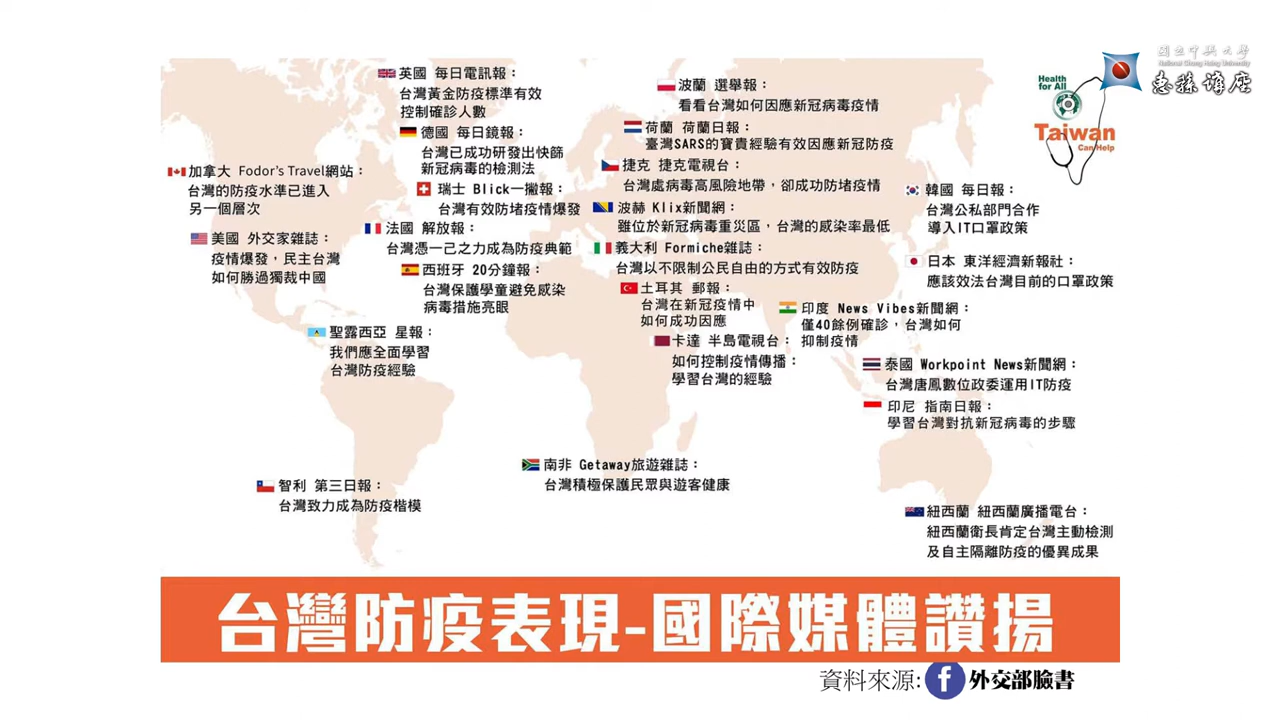 國立中興大學
National Chung Hsing University
惠蓀講座
Health
for All
Taiwan
Can Help
英國 每日電訊報：
台灣黃金防疫標準有效
控制確診人數
德國 每日鏡報：
台灣已成功研發出快篩
新冠病毒的檢測法
加拿大 Fodor's Travel網站：
台灣的防疫水準已進入
另一個層次
瑞士 Blick一撇報：
台灣有效防堵疫情爆發
美國 外交家雜誌：
疫情爆發，民主台灣
如何勝過獨裁中國
法國 解放報：
台灣憑一己之力成為防疫典範
西班牙 20分鐘報：
台灣保護學童避免感染
病毒措施亮眼
聖露西亞 星報：
我們應全面學習
台灣防疫經驗
智利 第三日報：
台灣致力成為防疫楷模
波蘭 選舉報：
看看台灣如何因應新冠病毒疫情
荷蘭 荷蘭日報：
臺灣SARS的寶貴經驗有效因應新冠防疫
捷克 捷克電視台：
台灣處病毒高風險地帶，卻成功防堵疫情
波赫 Klix新聞網：
雖位於新冠病毒重災區，台灣的感染率最低
義大利 Formiche雜誌：
台灣以不限制公民自由的方式有效防疫
土耳其 郵報：
台灣在新冠疫情中
如何成功因應
卡達 半島電視台：
如何控制疫情傳播：
學習台灣的經驗
南非 Getaway旅遊雜誌：
台灣積極保護民眾與遊客健康
韓國 每日報：
台灣公私部門合作
導入IT口罩政策
日本 東洋經濟新報社：
應該效法台灣目前的口罩政策
印度 News Vibes新聞網：
僅40餘例確診，台灣如何
抑制疫情
泰國 Workpoint News新聞網：
台灣唐鳳數位政委運用IT防疫
印尼 指南日報：
學習台灣對抗新冠病毒的步驟
紐西蘭 紐西蘭廣播電台：
紐西蘭衛長肯定台灣主動檢測
及自主隔離防疫的優異成果
台灣防疫表現-國際媒體讚揚
資料來源: f 外交部臉書